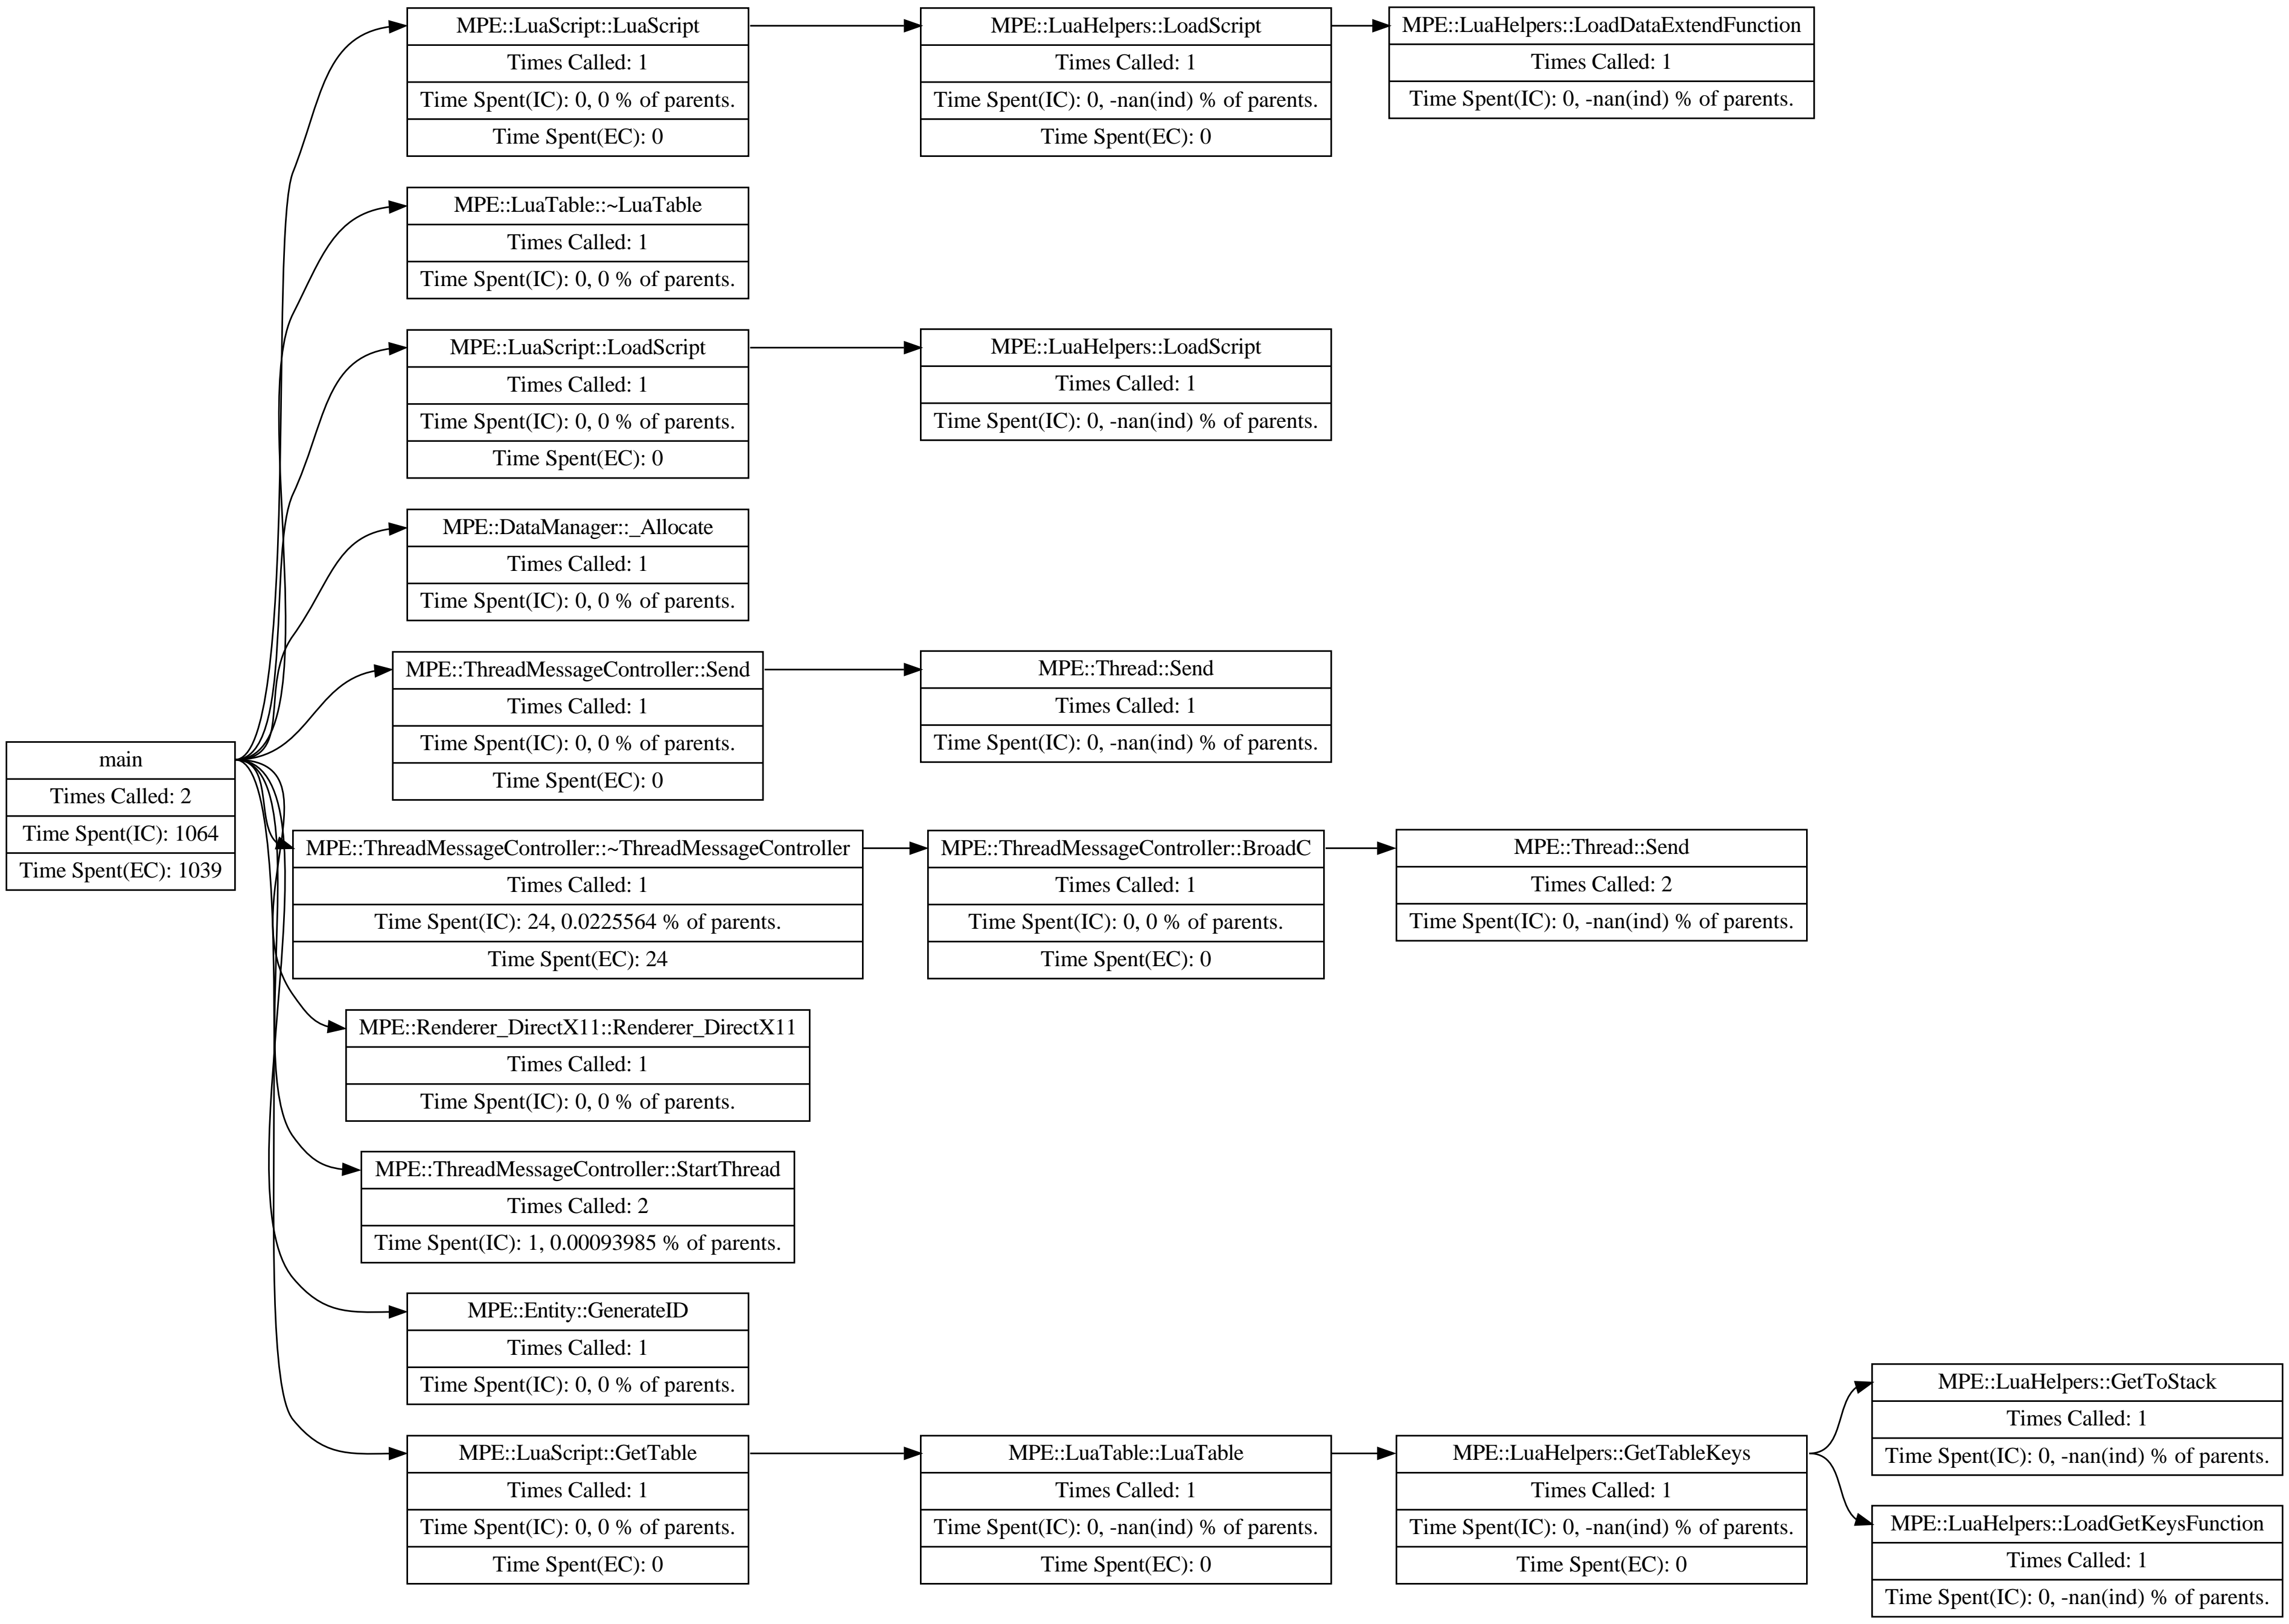 main
Times Called: 2
Time Spent(IC): 1064
Time Spent(EC): 1039
MPE::LuaScript::LuaScript
Times Called: 1
Time Spent(IC): 0, 0 % of parents.
Time Spent(EC): 0
MPE::LuaHelpers::LoadScript
Times Called: 1
Time Spent(IC): 0, -nan(ind) % of parents.
Time Spent(EC): 0
MPE::LuaHelpers::LoadDataExtendFunction
Times Called: 1
Time Spent(IC): 0, -nan(ind) % of parents.
MPE::LuaTable::~LuaTable
Times Called: 1
Time Spent(IC): 0, 0 % of parents.
MPE::LuaScript::LoadScript
Times Called: 1
Time Spent(IC): 0, 0 % of parents.
Time Spent(EC): 0
MPE::LuaHelpers::LoadScript
Times Called: 1
Time Spent(IC): 0, -nan(ind) % of parents.
MPE::DataManager::_Allocate
Times Called: 1
Time Spent(IC): 0, 0 % of parents.
MPE::ThreadMessageController::Send
Times Called: 1
Time Spent(IC): 0, 0 % of parents.
Time Spent(EC): 0
MPE::Thread::Send
Times Called: 1
Time Spent(IC): 0, -nan(ind) % of parents.
MPE::ThreadMessageController::~ThreadMessageController
Times Called: 1
Time Spent(IC): 24, 0.0225564 % of parents.
Time Spent(EC): 24
MPE::ThreadMessageController::BroadC
Times Called: 1
Time Spent(IC): 0, 0 % of parents.
Time Spent(EC): 0
MPE::Thread::Send
Times Called: 2
Time Spent(IC): 0, -nan(ind) % of parents.
MPE::Renderer_DirectX11::Renderer_DirectX11
Times Called: 1
Time Spent(IC): 0, 0 % of parents.
MPE::ThreadMessageController::StartThread
Times Called: 2
Time Spent(IC): 1, 0.00093985 % of parents.
MPE::Entity::GenerateID
Times Called: 1
Time Spent(IC): 0, 0 % of parents.
MPE::LuaScript::GetTable
Times Called: 1
Time Spent(IC): 0, 0 % of parents.
Time Spent(EC): 0
MPE::LuaTable::LuaTable
Times Called: 1
Time Spent(IC): 0, -nan(ind) % of parents.
Time Spent(EC): 0
MPE::LuaHelpers::GetTableKeys
Times Called: 1
Time Spent(IC): 0, -nan(ind) % of parents.
Time Spent(EC): 0
MPE::LuaHelpers::GetToStack
Times Called: 1
Time Spent(IC): 0, -nan(ind) % of parents.
MPE::LuaHelpers::LoadGetKeysFunction
Times Called: 1
Time Spent(IC): 0, -nan(ind) % of parents.